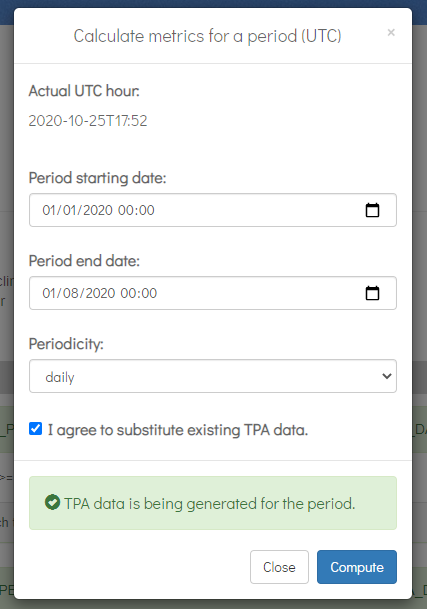 Calculate metrics for a period (UTC)
×
Actual UTC hour:
2020-10-25T17:52
Period starting date:
01/01/2020 00:00
Period end date:
01/08/2020 00:00
Periodicity:
daily
I agree to substitute existing TPA data.
TPA data is being generated for the period.
Close
Compute